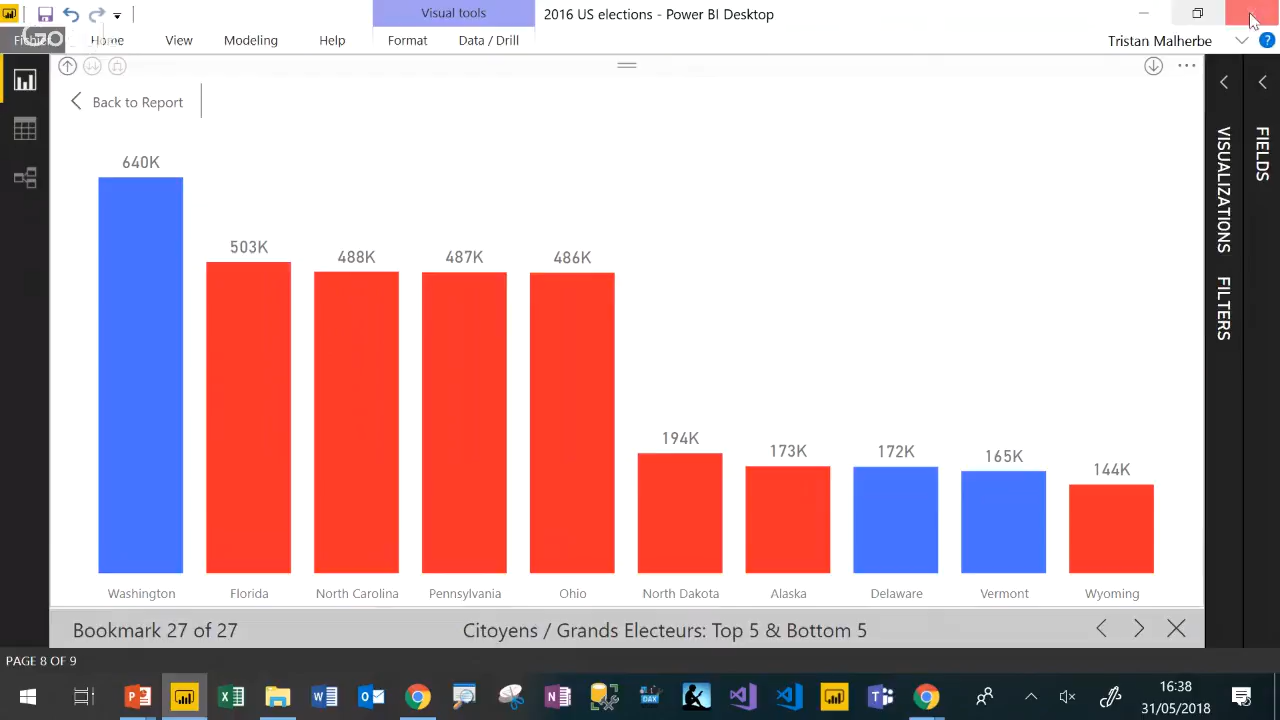 Visual tools
2016 US elections - Power BI Desktop
Home
View
Modeling
Help
Format
Data / Drill
Tristan Malherbe
?
Back to Report
640K
503K
488K
487K
486K
194K
173K
172K
165K
144K
Washington
Florida
North Carolina
Pennsylvania
Ohio
North Dakota
Alaska
Delaware
Vermont
Wyoming
VISUALIZATIONS
FILTERS
FIELDS
Bookmark 27 of 27
Citoyens / Grands Electeurs: Top 5 & Bottom 5
PAGE 8 OF 9
16:38
31/05/2018